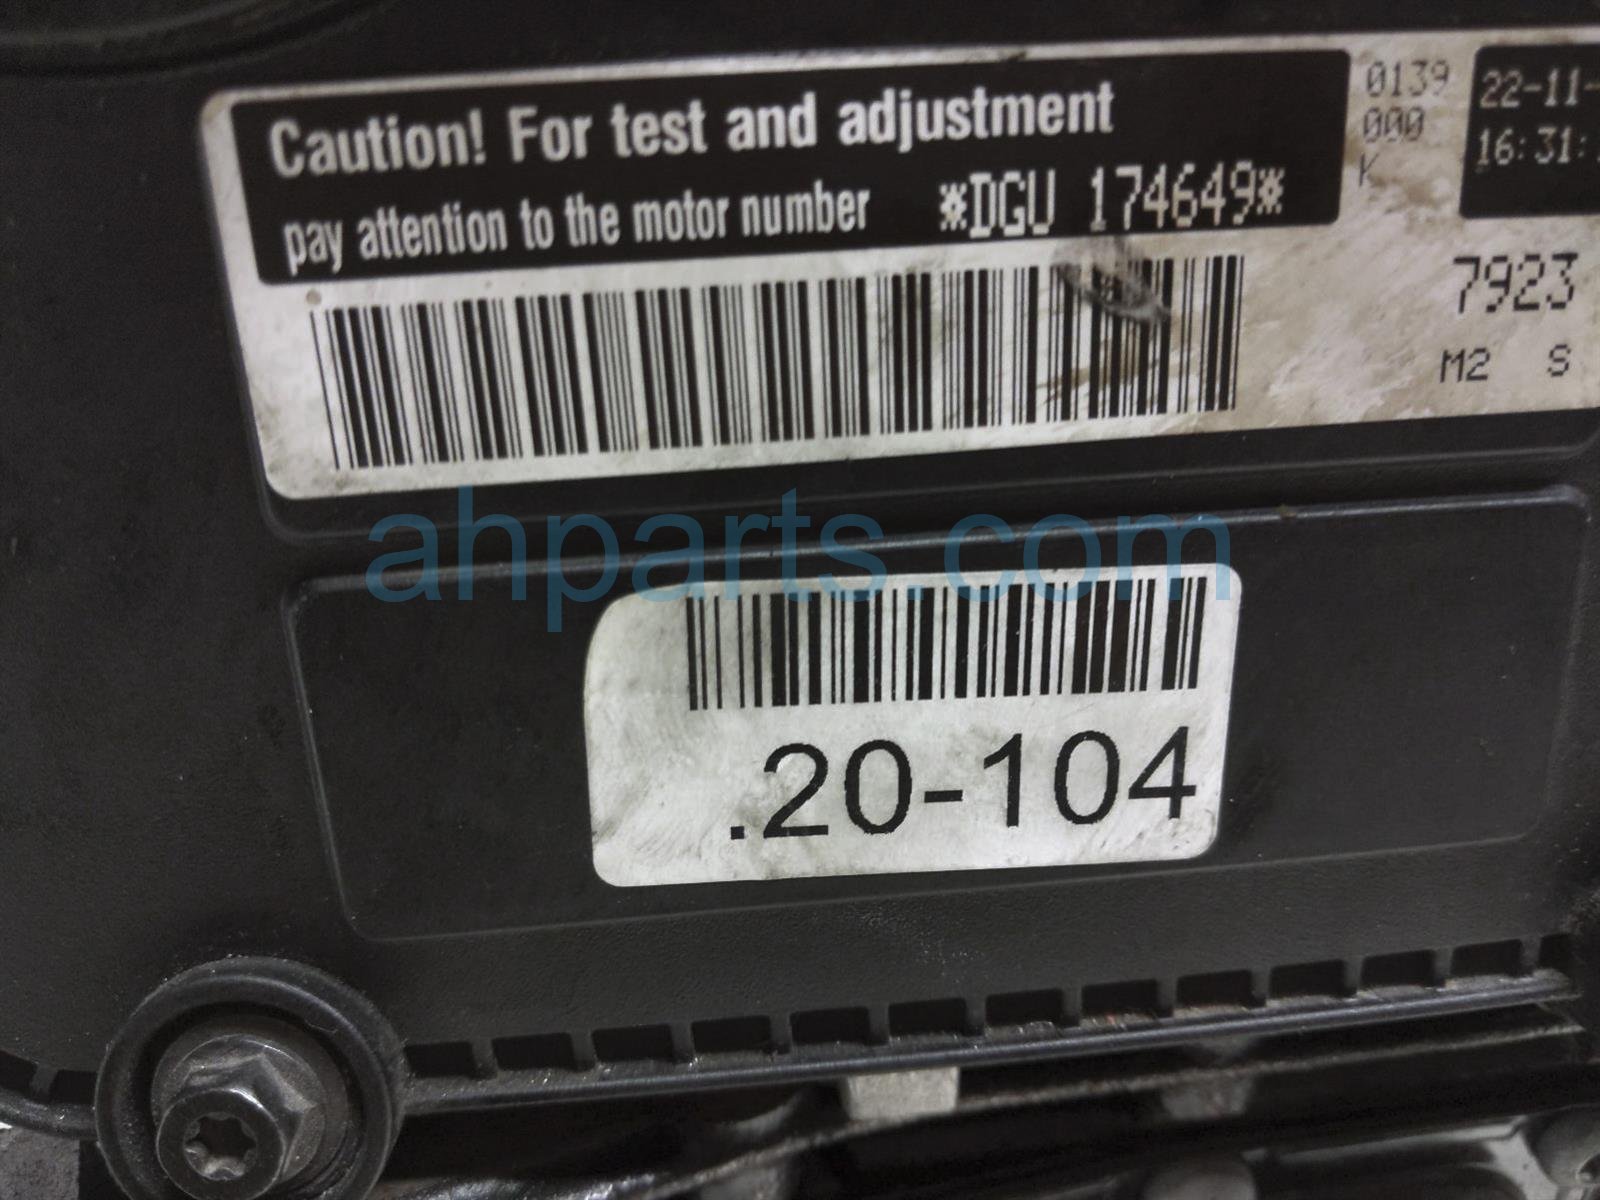 Caution! For test and adjustment
pay attention to the motor number *DGU 174649*
0139
000
K
22-11-
16:31:
7923
M2 S
ahparts.com
.20-104